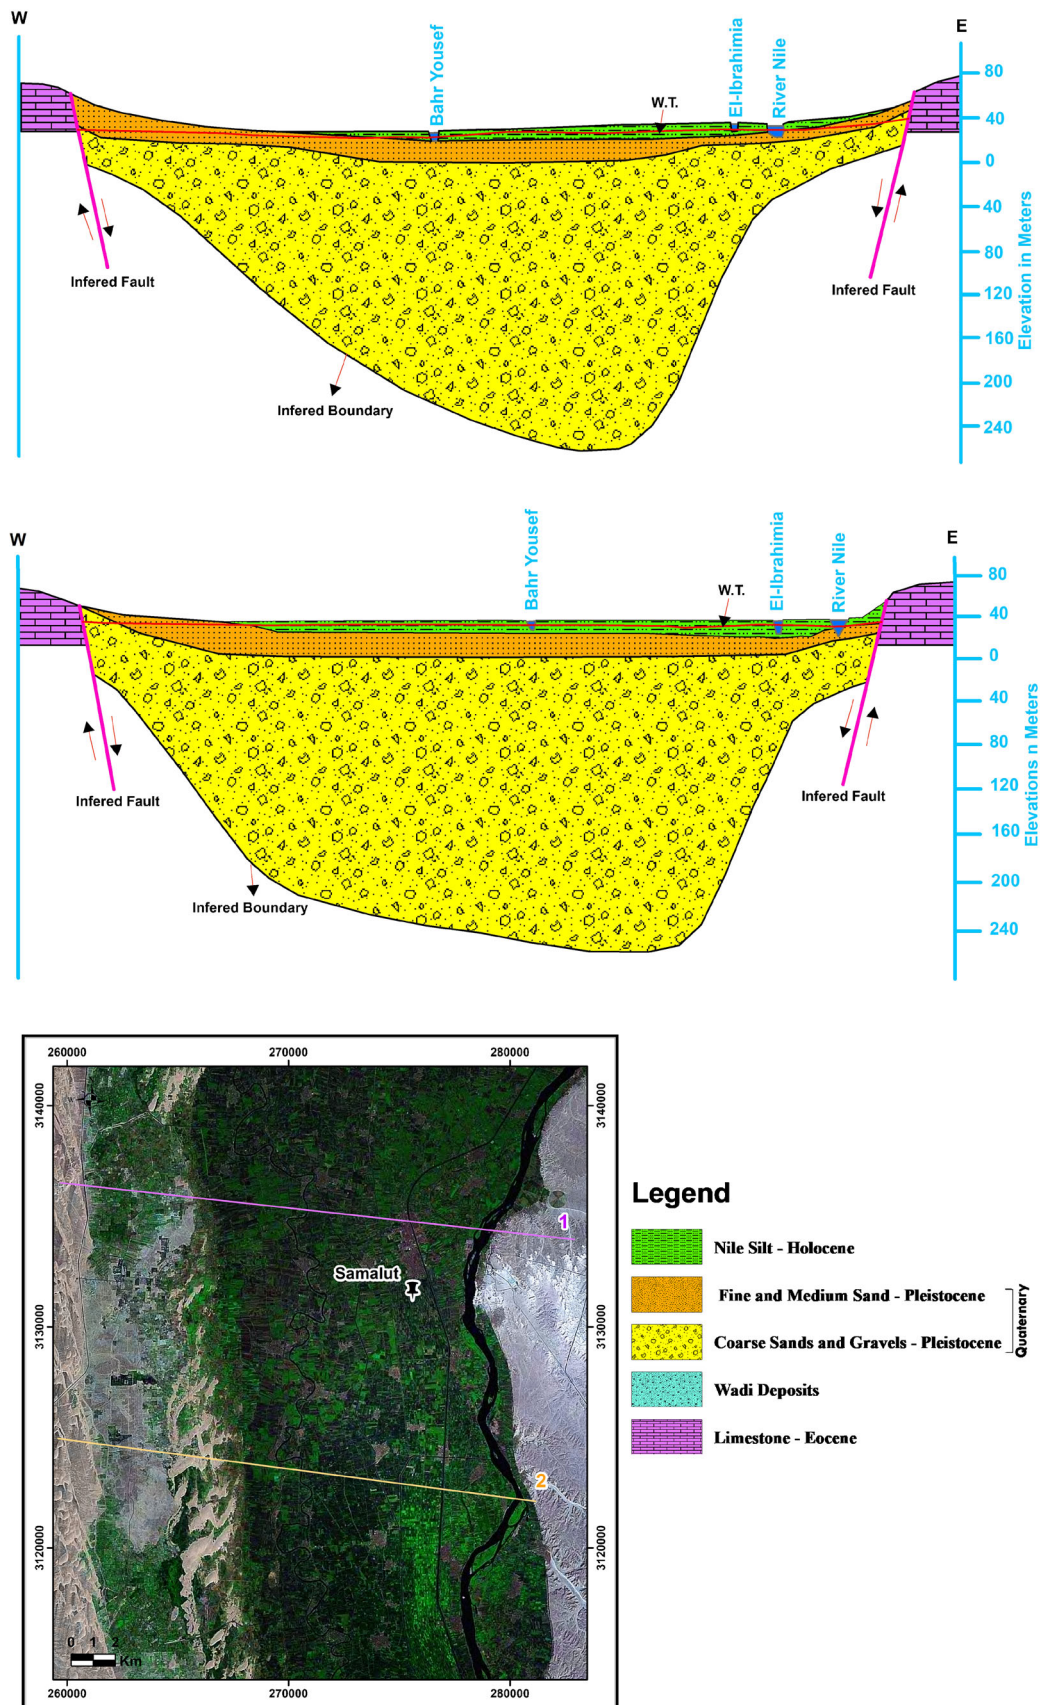 W
E
Bahr Yousef
El-Ibrahimia
River Nile
W.T.
80
40
0
40
80
120
160
200
240
Elevation in Meters
Infered Fault
Infered Fault
Infered Boundary
W
E
Bahr Yousef
El-Ibrahimia
River Nile
W.T.
80
40
0
40
80
120
160
200
240
Elevations n Meters
Infered Fault
Infered Fault
Infered Boundary
260000 270000 280000
3140000 3140000
1
Samalut
3130000 3130000
2
3120000 3120000
0 1 2
Km
260000 270000 280000
Legend
Nile Silt - Holocene
Fine and Medium Sand - Pleistocene
Coarse Sands and Gravels - Pleistocene
Quaternary
Wadi Deposits
Limestone - Eocene